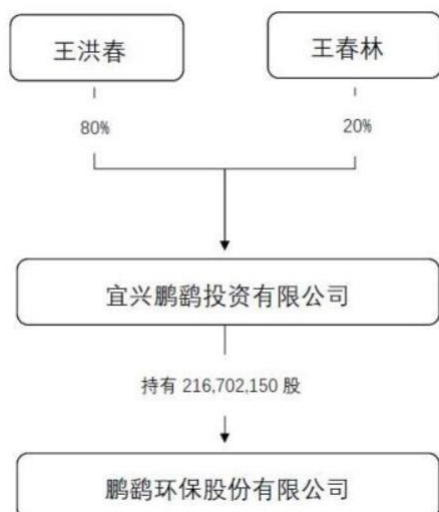 王洪春
王春林
80%
20%
宜兴鹏鹞投资有限公司
持有 216,702,150 股
鹏鹞环保股份有限公司